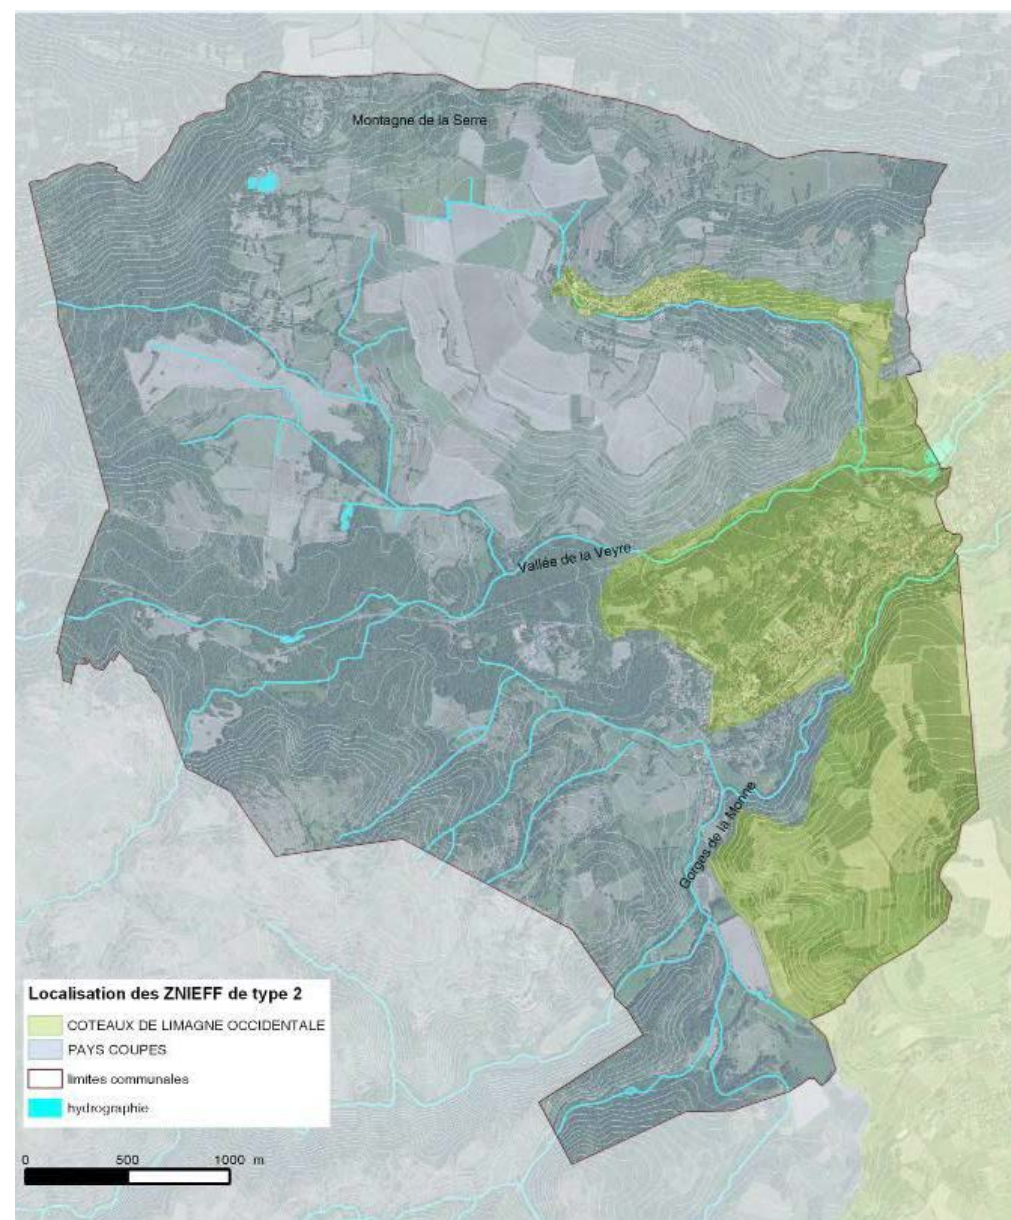 Montagne de la Serre
Vallée de la Veyre
Gorges de la Monne
Localisation des ZNIEFF de type 2
COTEAUX DE LIMAGNE OCCIDENTALE
PAYS COUPES
limites communales
hydrographie
0 500 1000 m